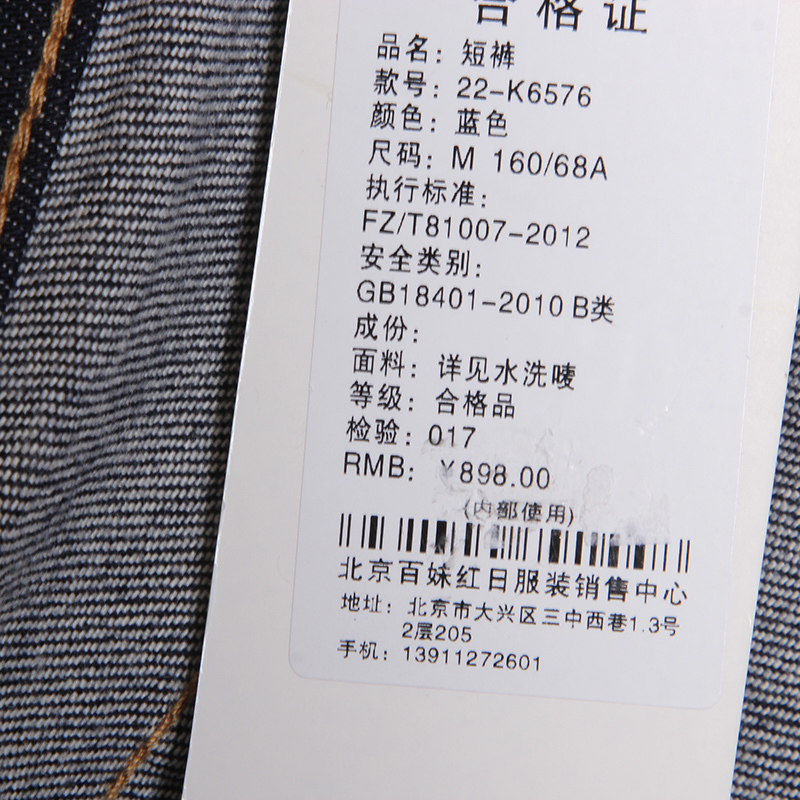 合格证
品名：短裤
款号：22-K6576
颜色：蓝色
尺码：M 160/68A
执行标准：
FZ/T81007-2012
安全类别：
GB18401-2010 B类
成份：
面料：详见水洗唛
等级：合格品
检验：017
RMB：¥898.00
(内部使用)
北京百妹红日服装销售中心
地址：北京市大兴区三中西巷1.3号
2层205
手机：13911272601